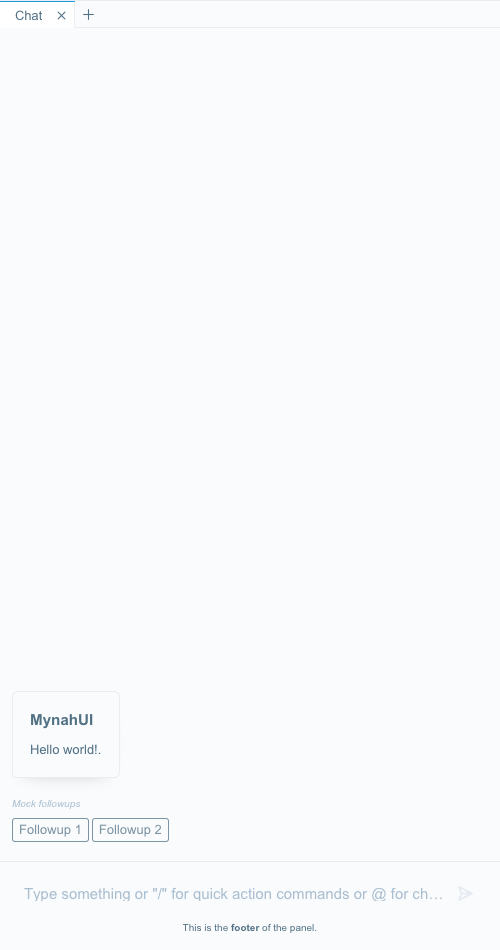 Chat
MynahUI
Hello world!.
Mock followups
Followup 1 Followup 2
Type something or "/" for quick action commands or @ for ch…
This is the footer of the panel.